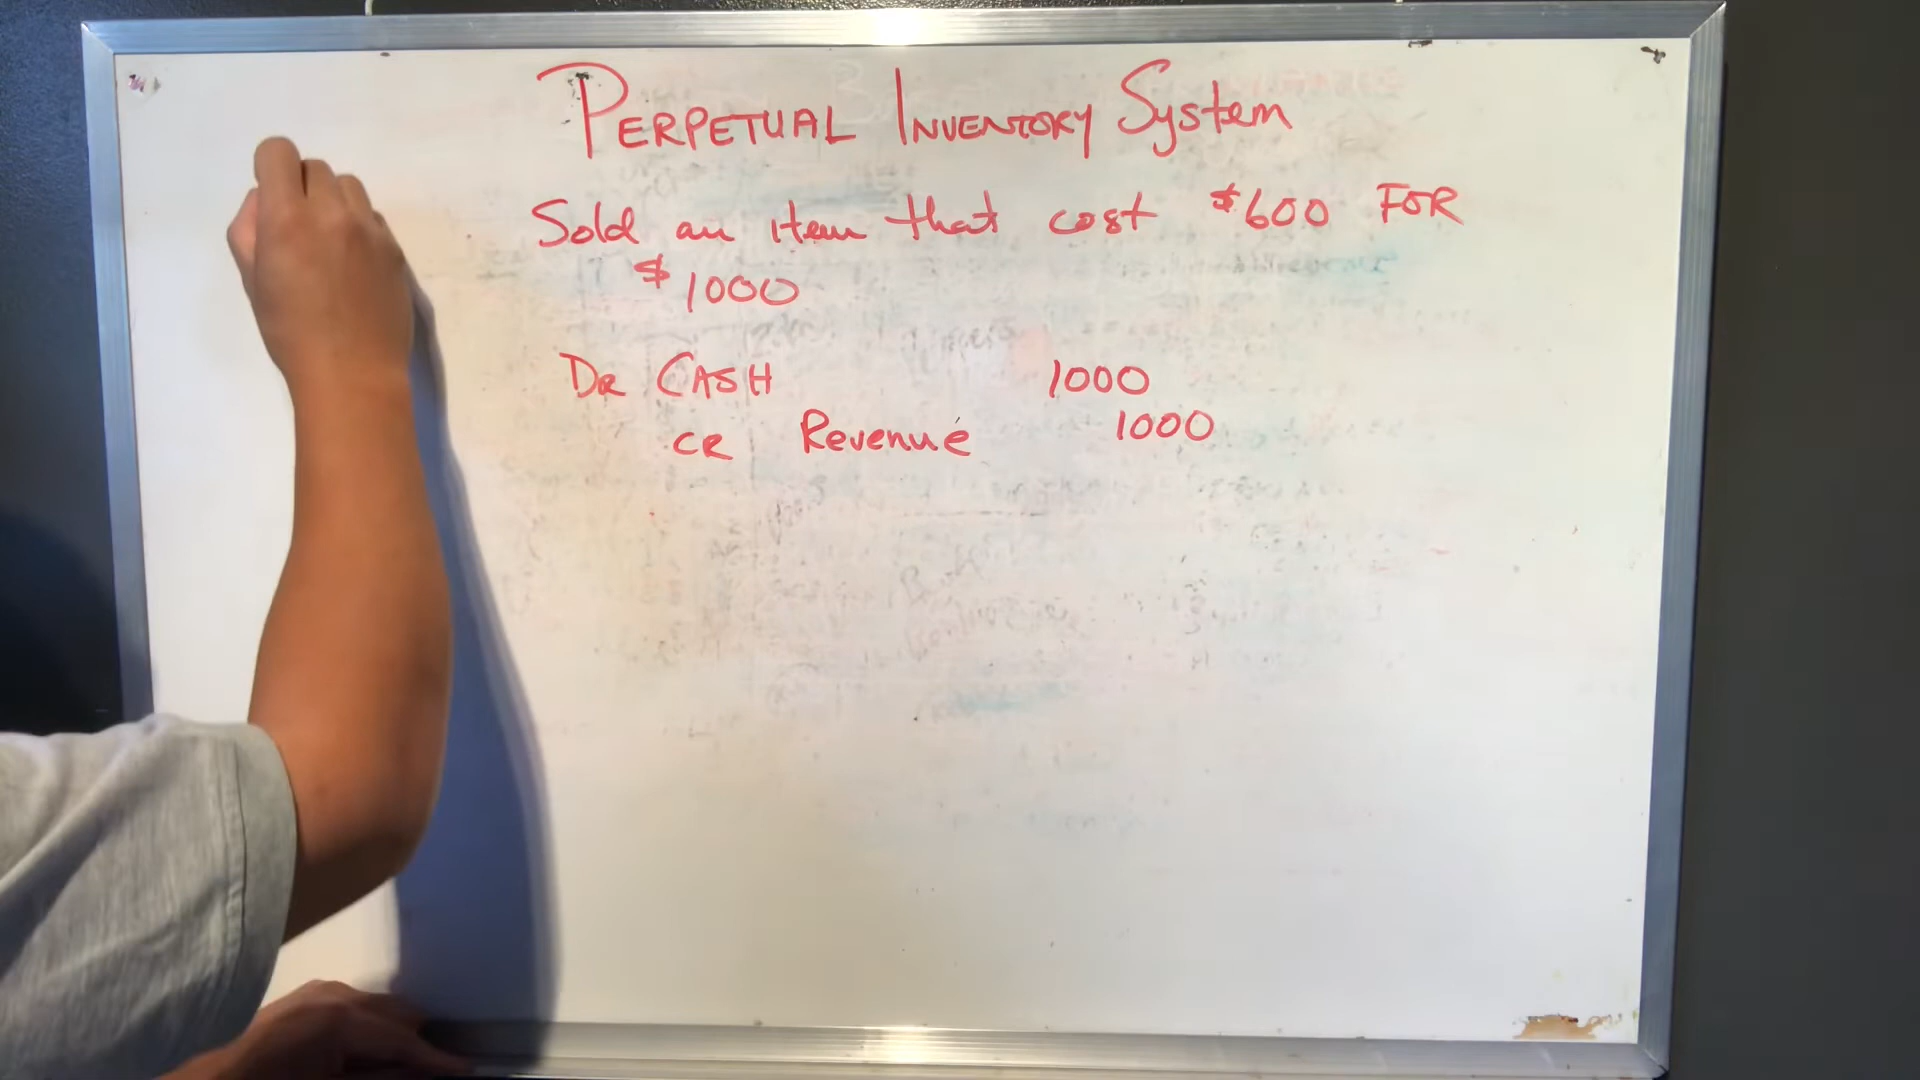 PERPETUAL INVENTORY System
Sold an item that cost $600 FOR
$1000
DR CASH 1000
CR Revenue 1000